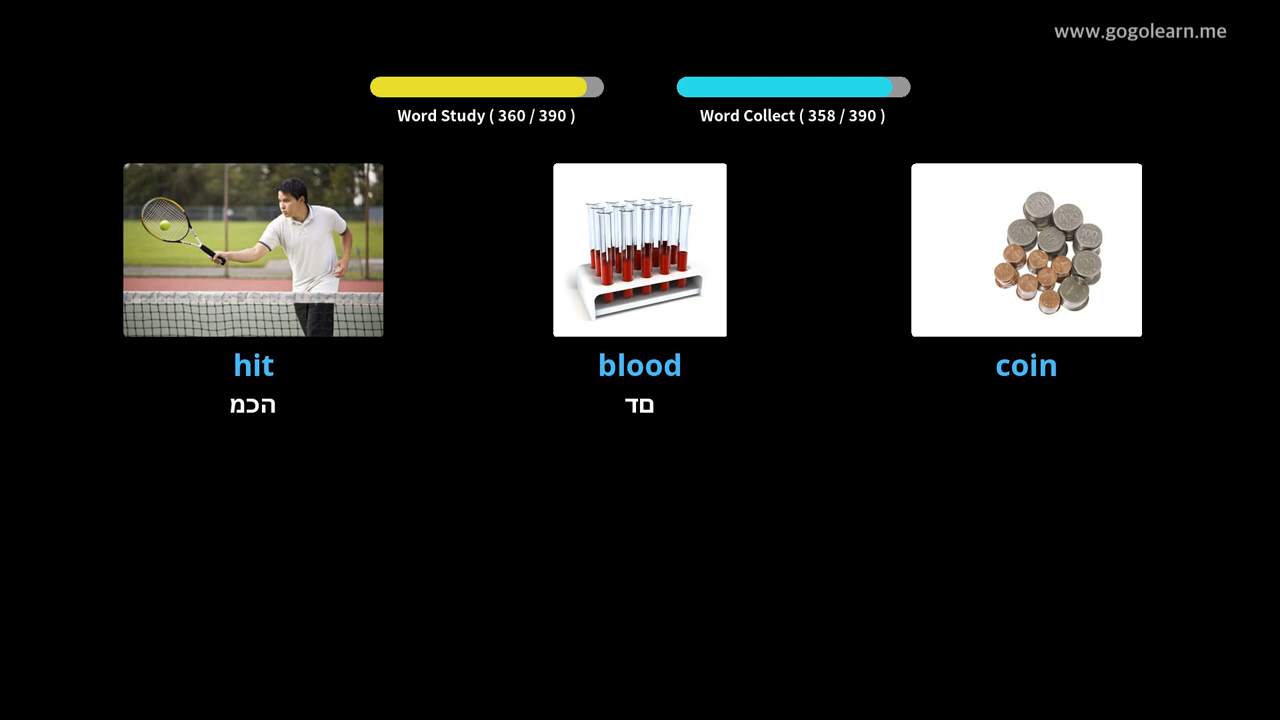 www.gogolearn.me
Word Study ( 360 / 390 )
Word Collect ( 358 / 390 )
hit
הכמ
blood
םד
coin